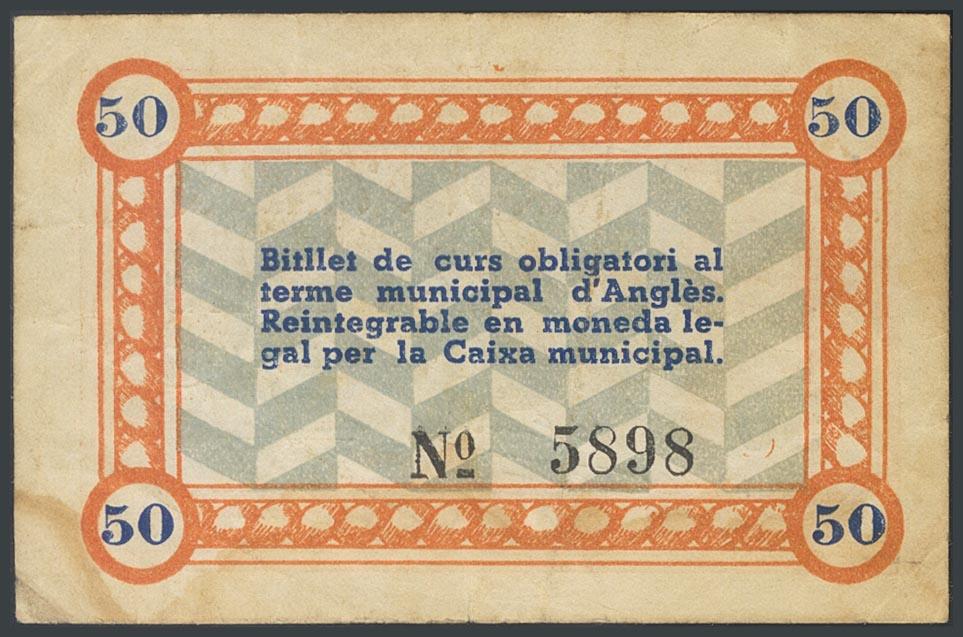 50 50
Bitllet de curs obligatori al
terme municipal d'Anglès.
Reintegrable en moneda le-
gal per la Caixa municipal.
Nº 5898
50 50